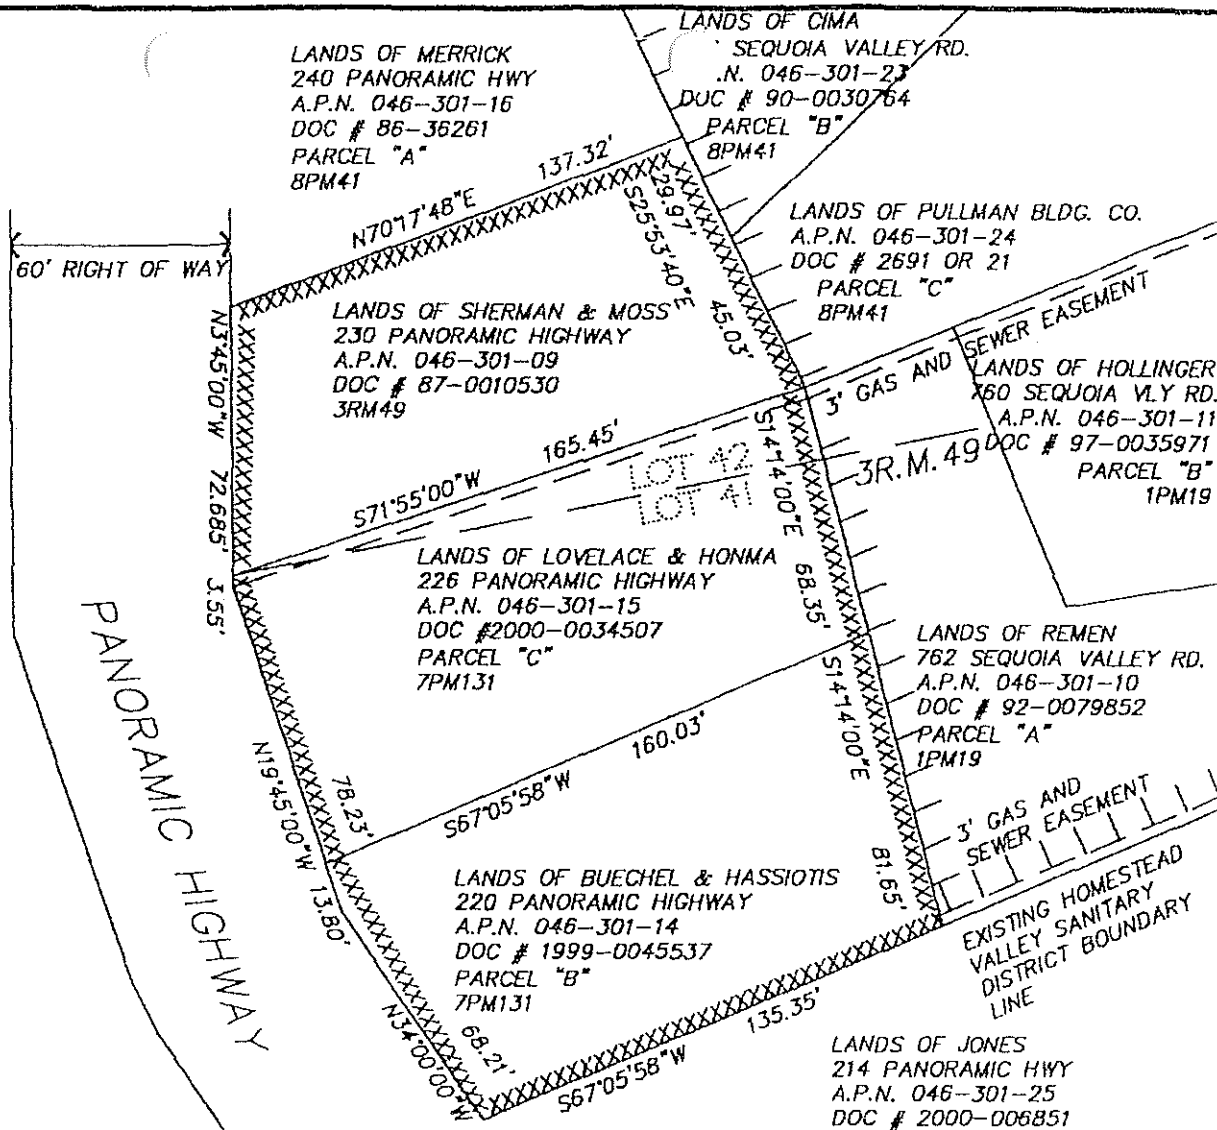 LANDS OF MERRICK
240 PANORAMIC HWY
A.P.N. 046-301-16
DOC # 86-36261
PARCEL "A"
8PM41
LANDS OF CIMA
SEQUOIA VALLEY RD.
.N. 046-301-23
DOC # 90-0030764
PARCEL "B"
8PM41
137.32'
N70°17'48"E
29.97'
S25°53'40"E
45.03'
60' RIGHT OF WAY
LANDS OF PULLMAN BLDG. CO.
A.P.N. 046-301-24
DOC # 2691 OR 21
PARCEL "C"
8PM41
LANDS OF SHERMAN & MOSS
230 PANORAMIC HIGHWAY
A.P.N. 046-301-09
DOC # 87-0010530
3RM49
3' GAS AND SEWER EASEMENT
LANDS OF HOLLINGER
760 SEQUOIA VLY RD.
A.P.N. 046-301-11
DOC # 97-0035971
PARCEL "B"
1PM19
N3°45'00"W 72.685'
3.55'
165.45'
S71°55'00"W
LOT 42
LOT 41
3R.M. 49
S14°14'00"E 68.35'
LANDS OF LOVELACE & HONMA
226 PANORAMIC HIGHWAY
A.P.N. 046-301-15
DOC #2000-0034507
PARCEL "C"
7PM131
LANDS OF REMEN
762 SEQUOIA VALLEY RD.
A.P.N. 046-301-10
DOC # 92-0079852
PARCEL "A"
1PM19
PANORAMIC HIGHWAY
N19°45'00"W 13.80'
78.23'
160.03'
S67°05'58"W
S14°14'00"E
81.65'
3' GAS AND
SEWER EASEMENT
LANDS OF BUECHEL & HASSIOTIS
220 PANORAMIC HIGHWAY
A.P.N. 046-301-14
DOC # 1999-0045537
PARCEL "B"
7PM131
EXISTING HOMESTEAD
VALLEY SANITARY
DISTRICT BOUNDARY
LINE
N34°00'00"W
68.21'
135.35'
S67°05'58"W
LANDS OF JONES
214 PANORAMIC HWY
A.P.N. 046-301-25
DOC # 2000-006851